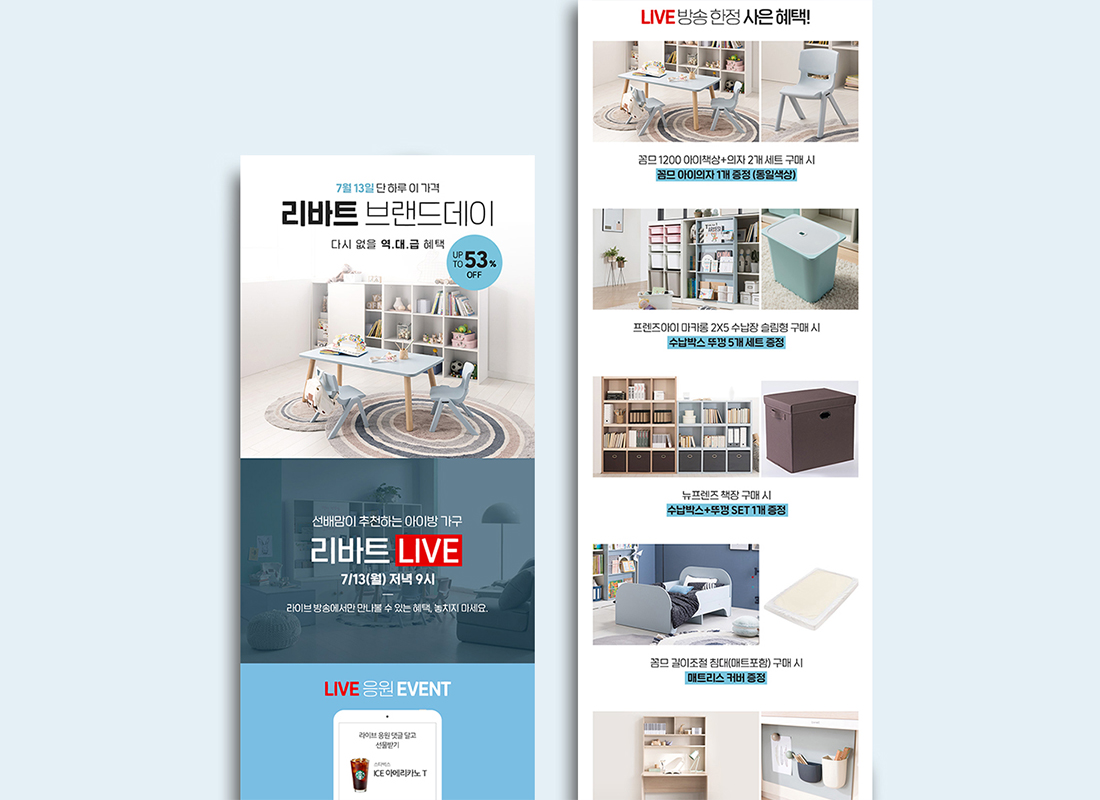 7월 13일 단 하루 이 가격
리바트 브랜드데이
다시 없을 역.대.급 혜택
UP TO 53% OFF
선배맘이 추천하는 아이방 가구
리바트 LIVE
7/13(월) 저녁 9시
라이브 방송에서만 만나볼 수 있는 혜택, 놓치지 마세요.
LIVE 응원 EVENT
라이브 응원 댓글 달고
선물받기
스타벅스
ICE 아메리카노 T
LIVE 방송 한정 사은 혜택!
꼼므 1200 아이책상+의자 2개 세트 구매 시
꼼므 아이의자 1개 증정 (동일색상)
프렌즈아이 마카롱 2X5 수납장 슬림형 구매 시
수납박스 뚜껑 5개 세트 증정
뉴프렌즈 책장 구매 시
수납박스+뚜껑 SET 1개 증정
꼼므 길이조절 침대(매트포함) 구매 시
매트리스 커버 증정